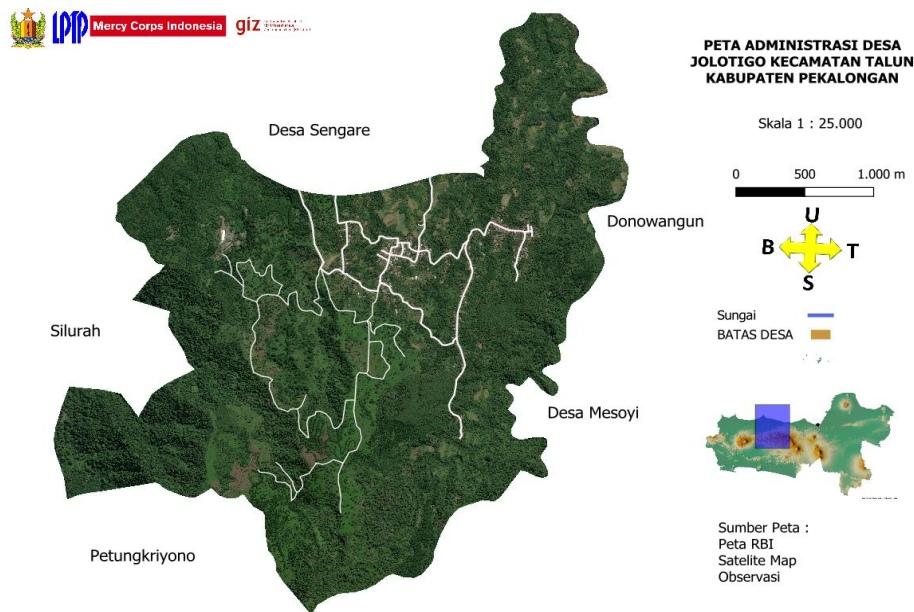 LPTP
Mercy Corps Indonesia
giz
PETA ADMINISTRASI DESA
JOLOTIGO KECAMATAN TALUN
KABUPATEN PEKALONGAN
Skala 1 : 25.000
0 500 1.000 m
U
B T
S
Sungai
BATAS DESA
Desa Sengare
Donowangun
Silurah
Desa Mesoyi
Petungkriyono
Sumber Peta :
Peta RBI
Satelite Map
Observasi